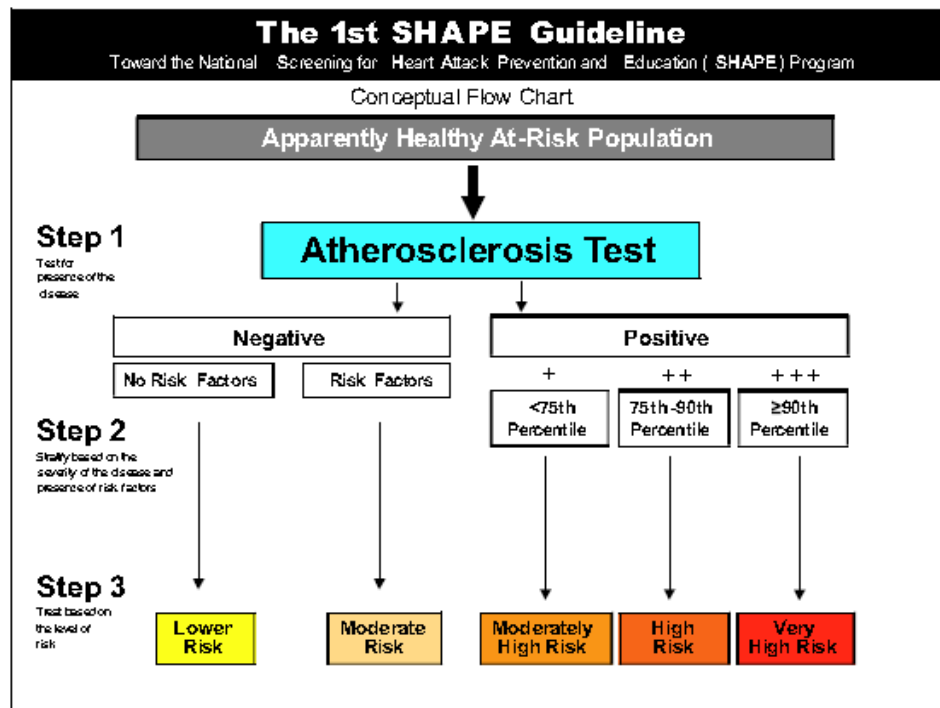 The 1st SHAPE Guideline
Toward the National Screening for Heart Attack Prevention and Education (SHAPE) Program
Conceptual Flow Chart
Apparently Healthy At-Risk Population
Step 1
Test for
presence of the
disease
Atherosclerosis Test
Negative
Positive
No Risk Factors
Risk Factors
+
++
+++
<75th
Percentile
75th-90th
Percentile
≥90th
Percentile
Step 2
Stratify based on the
severity of the disease and
presence of risk factors
Step 3
Treat based on
the level of
risk
Lower
Risk
Moderate
Risk
Moderately
High Risk
High
Risk
Very
High Risk